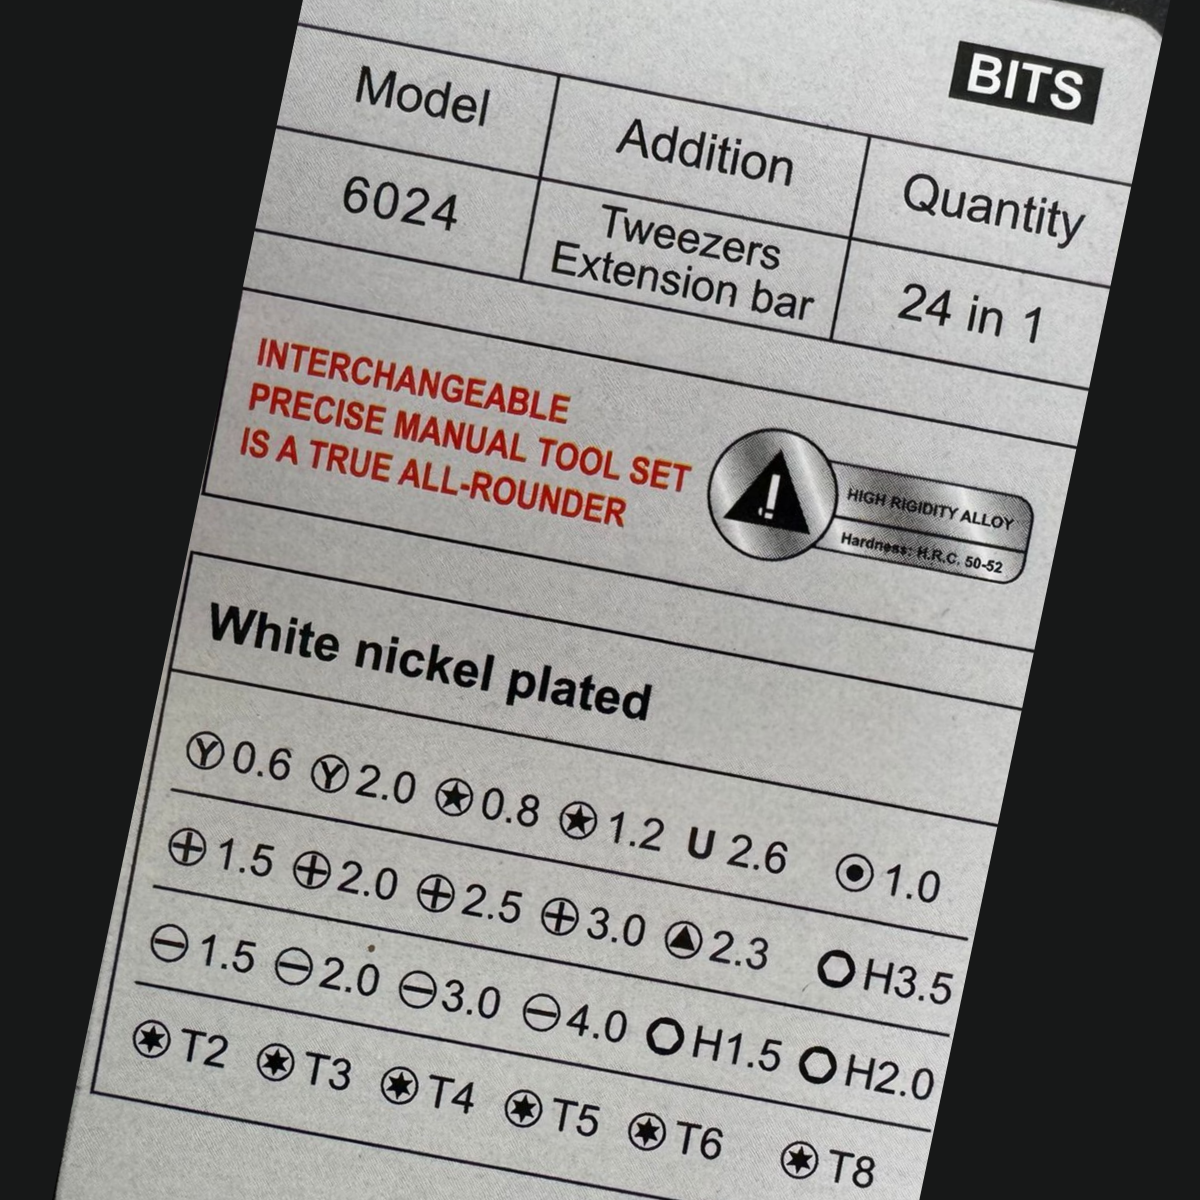 BITS
Model Addition Quantity
6024 Tweezers Extension bar 24 in 1
INTERCHANGEABLE
PRECISE MANUAL TOOL SET
IS A TRUE ALL-ROUNDER
HIGH RIGIDITY ALLOY
Hardness: H.R.C. 50-52
White nickel plated
Y 0.6 Y 2.0 ★ 0.8 ★ 1.2 U 2.6 1.0
+ 1.5 + 2.0 + 2.5 + 3.0 ▲ 2.3 H3.5
− 1.5 − 2.0 − 3.0 − 4.0 H1.5 H2.0
T2 T3 T4 T5 T6 T8